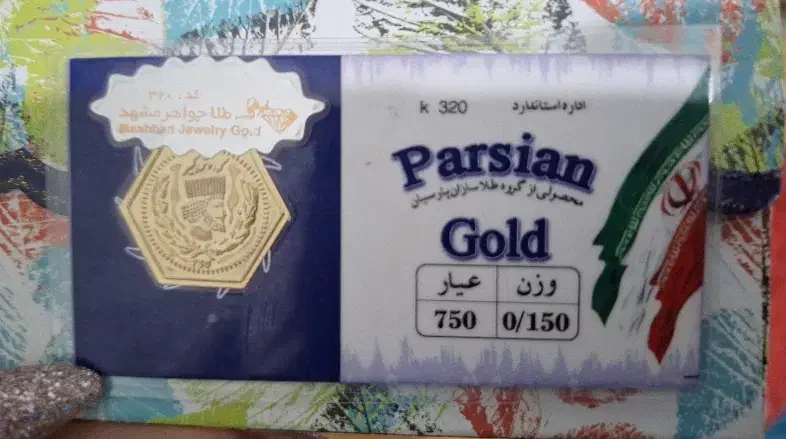 کد: ۳۲۰
طلا جواهر مشهد
Mashhad Jewelry Gold
750
k 320
اداره استاندارد
Parsian
محصولی از گروه طلاسازان پارسیان
Gold
وزن عیار
0/150 750